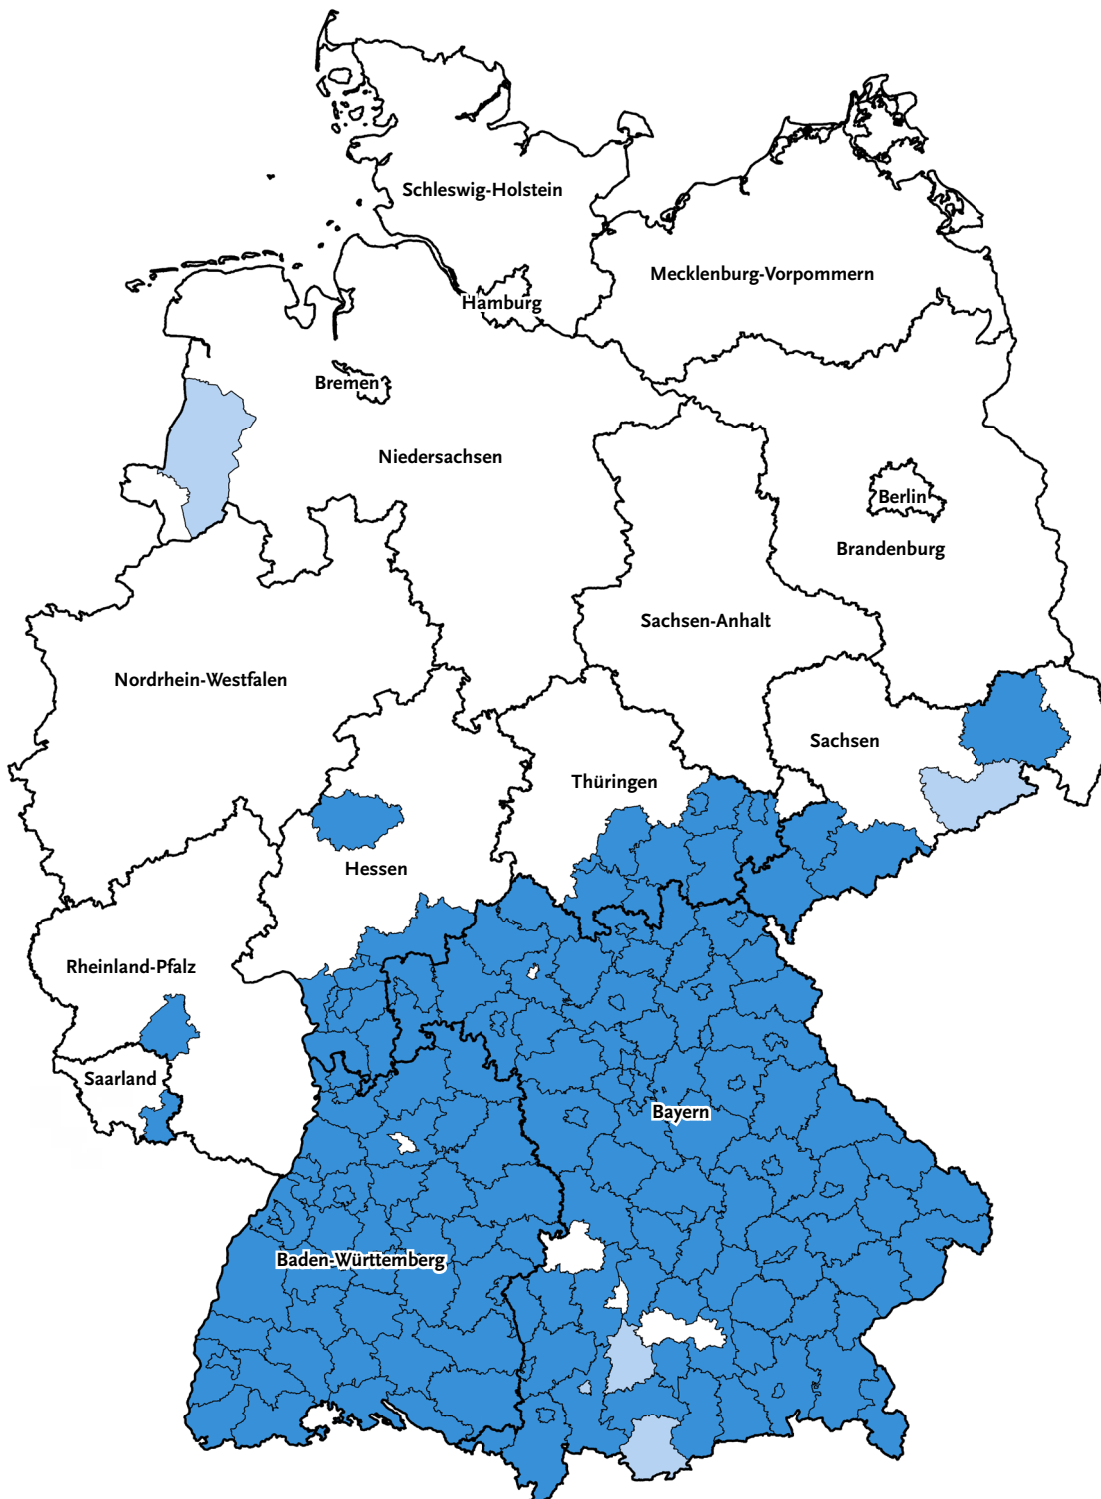 Schleswig-Holstein
Mecklenburg-Vorpommern
Hamburg
Bremen
Niedersachsen
Berlin
Brandenburg
Sachsen-Anhalt
Nordrhein-Westfalen
Sachsen
Thüringen
Hessen
Rheinland-Pfalz
Saarland
Bayern
Baden-Württemberg